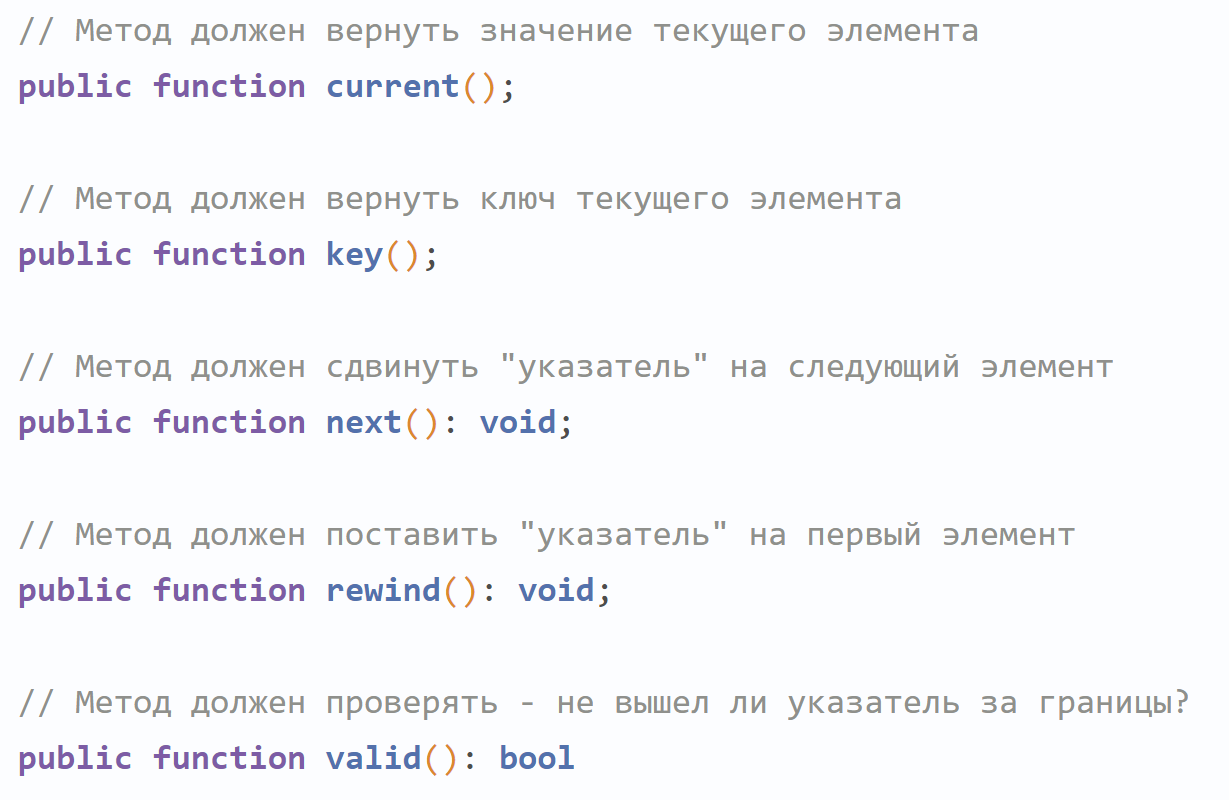 // Метод должен вернуть значение текущего элемента
public function current();
// Метод должен вернуть ключ текущего элемента
public function key();
// Метод должен сдвинуть "указатель" на следующий элемент
public function next(): void;
// Метод должен поставить "указатель" на первый элемент
public function rewind(): void;
// Метод должен проверять - не вышел ли указатель за границы?
public function valid(): bool